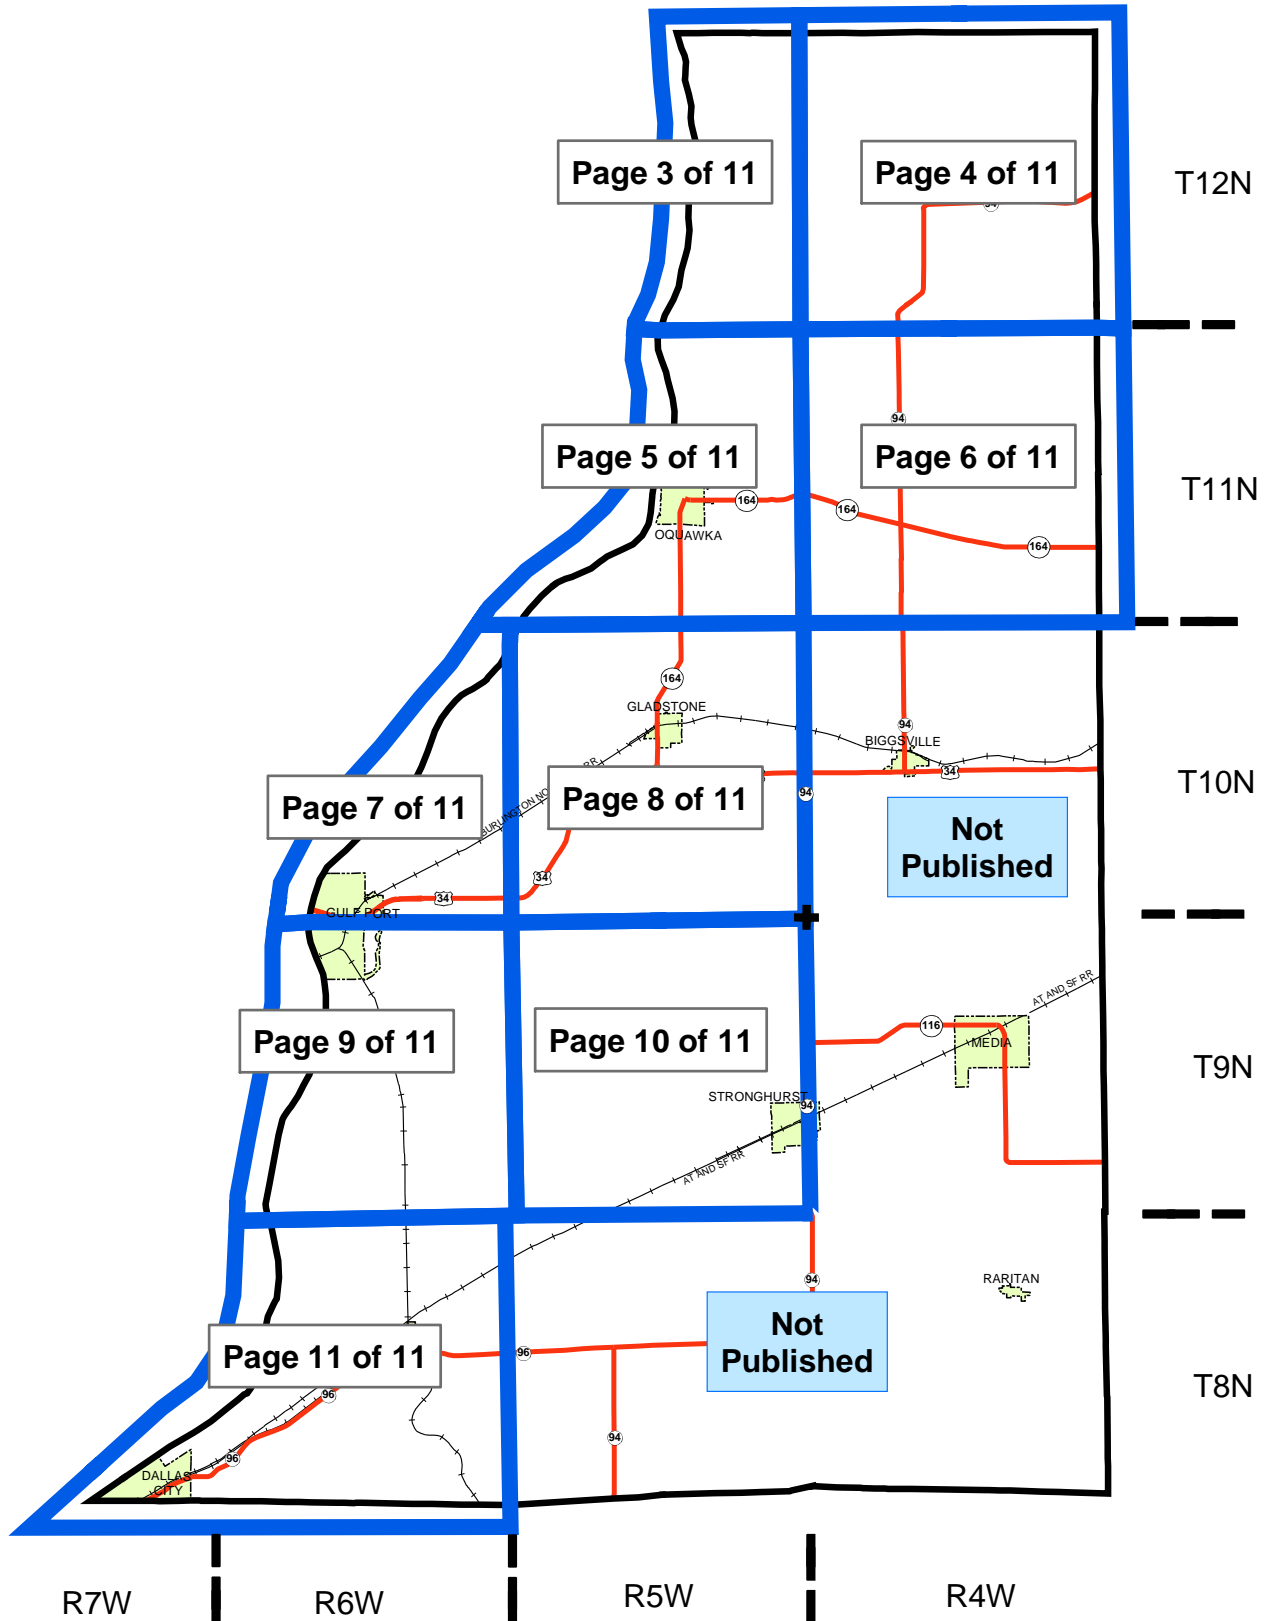 Page 3 of 11
Page 4 of 11
T12N
94
Page 5 of 11
Page 6 of 11
T11N
164
164
164
OQUAWKA
164
GLADSTONE
94
BIGGSVILLE
34
94
T10N
Page 7 of 11
Page 8 of 11
BURLINGTON NO
RR
Not
Published
34
34
GULF PORT
AT AND SF RR
116
MEDIA
Page 9 of 11
Page 10 of 11
T9N
STRONGHURST
94
AT AND SF RR
94
RARITAN
Not
Published
Page 11 of 11
96
T8N
96
94
96
DALLAS
CITY
R7W
R6W
R5W
R4W